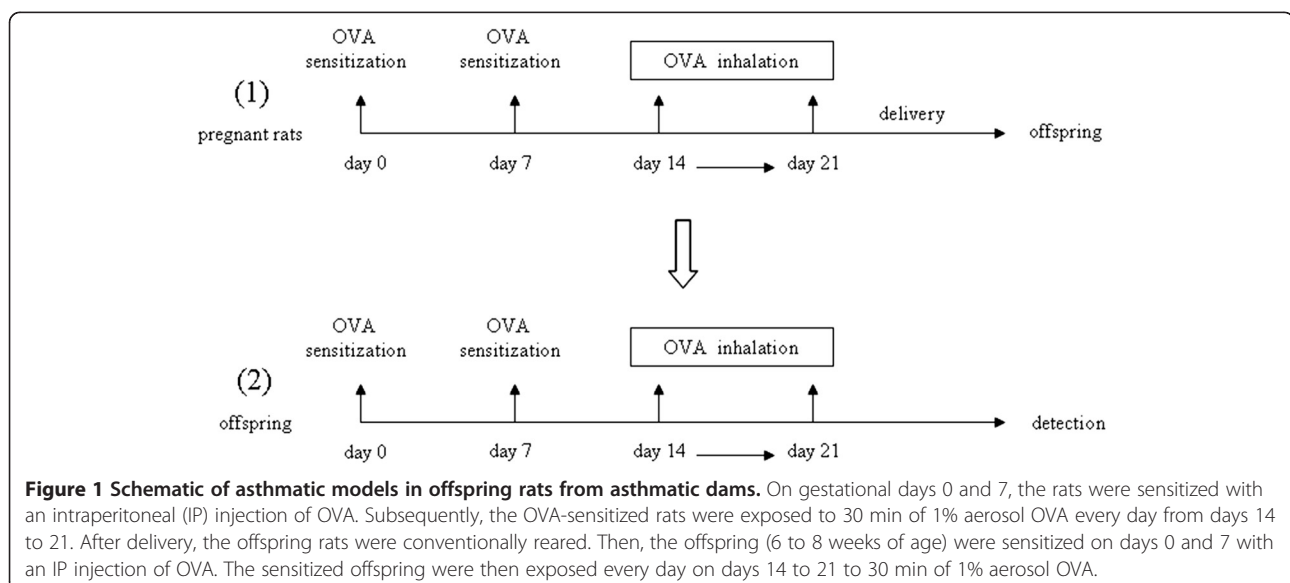 OVA OVA
sensitization sensitization OVA inhalation
(1)
delivery
pregnant rats offspring
day 0 day 7 day 14 day 21
OVA OVA
sensitization sensitization OVA inhalation
(2)
offspring detection
day 0 day 7 day 14 day 21
Figure 1 Schematic of asthmatic models in offspring rats from asthmatic dams. On gestational days 0 and 7, the rats were sensitized with
an intraperitoneal (IP) injection of OVA. Subsequently, the OVA-sensitized rats were exposed to 30 min of 1% aerosol OVA every day from days 14
to 21. After delivery, the offspring rats were conventionally reared. Then, the offspring (6 to 8 weeks of age) were sensitized on days 0 and 7 with
an IP injection of OVA. The sensitized offspring were then exposed every day on days 14 to 21 to 30 min of 1% aerosol OVA.